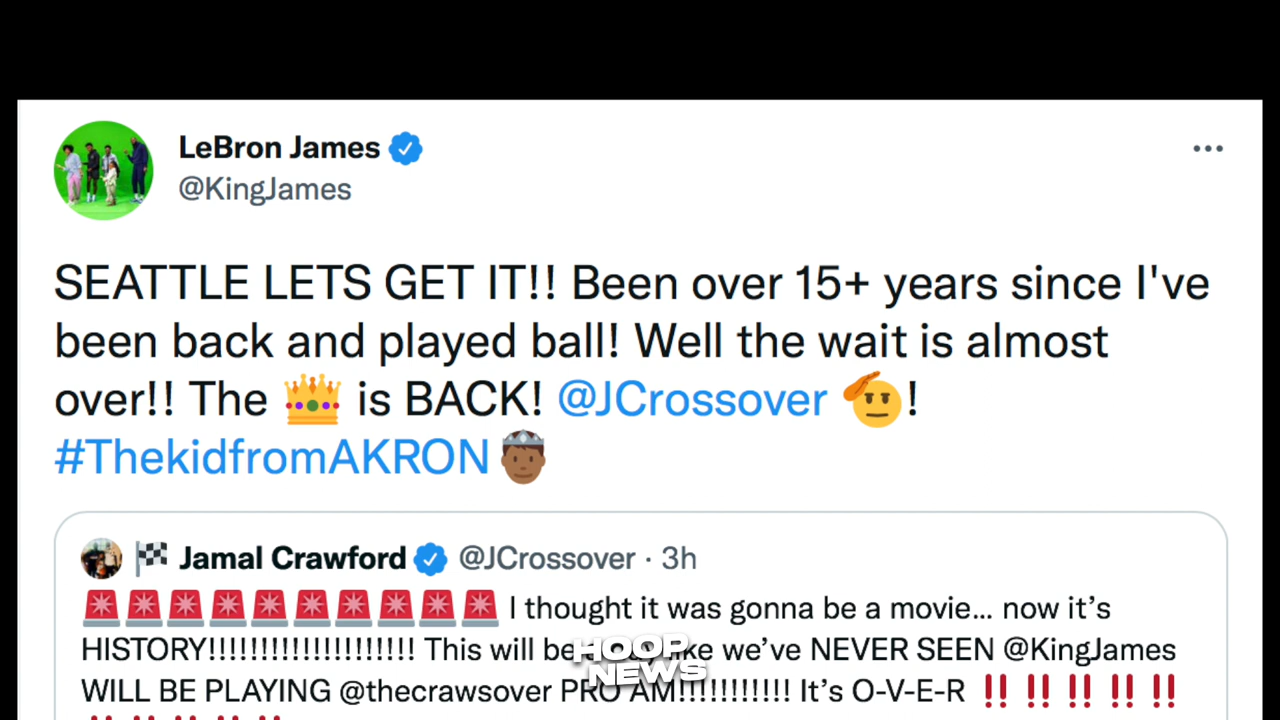 LeBron James
@KingJames
SEATTLE LETS GET IT!! Been over 15+ years since I've
been back and played ball! Well the wait is almost
over!! The 👑 is BACK! @JCrossover 🫡!
#ThekidfromAKRON🤴🏾
🏁 Jamal Crawford @JCrossover · 3h
🚨🚨🚨🚨🚨🚨🚨🚨🚨🚨 I thought it was gonna be a movie... now it's
HISTORY!!!!!!!!!!!!!!!!!!!! This will be like we've NEVER SEEN @KingJames
WILL BE PLAYING @thecrawsover PRO AM!!!!!!!!!!! It's O-V-E-R ‼️ ‼️ ‼️ ‼️ ‼️
HOOP
NEWS